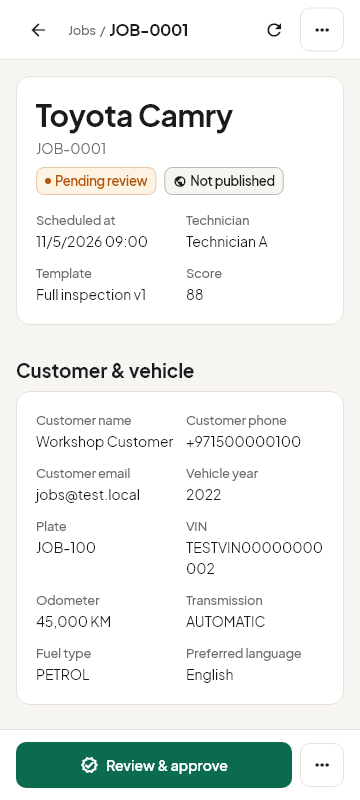 Jobs / JOB-0001
Toyota Camry
JOB-0001
Pending review
Not published
Scheduled at
Technician
11/5/2026 09:00
Technician A
Template
Score
Full inspection v1
88
Customer & vehicle
Customer name
Customer phone
Workshop Customer
+971500000100
Customer email
Vehicle year
jobs@test.local
2022
Plate
VIN
JOB-100
TESTVIN00000000
002
Odometer
Transmission
45,000 KM
AUTOMATIC
Fuel type
Preferred language
PETROL
English
Review & approve